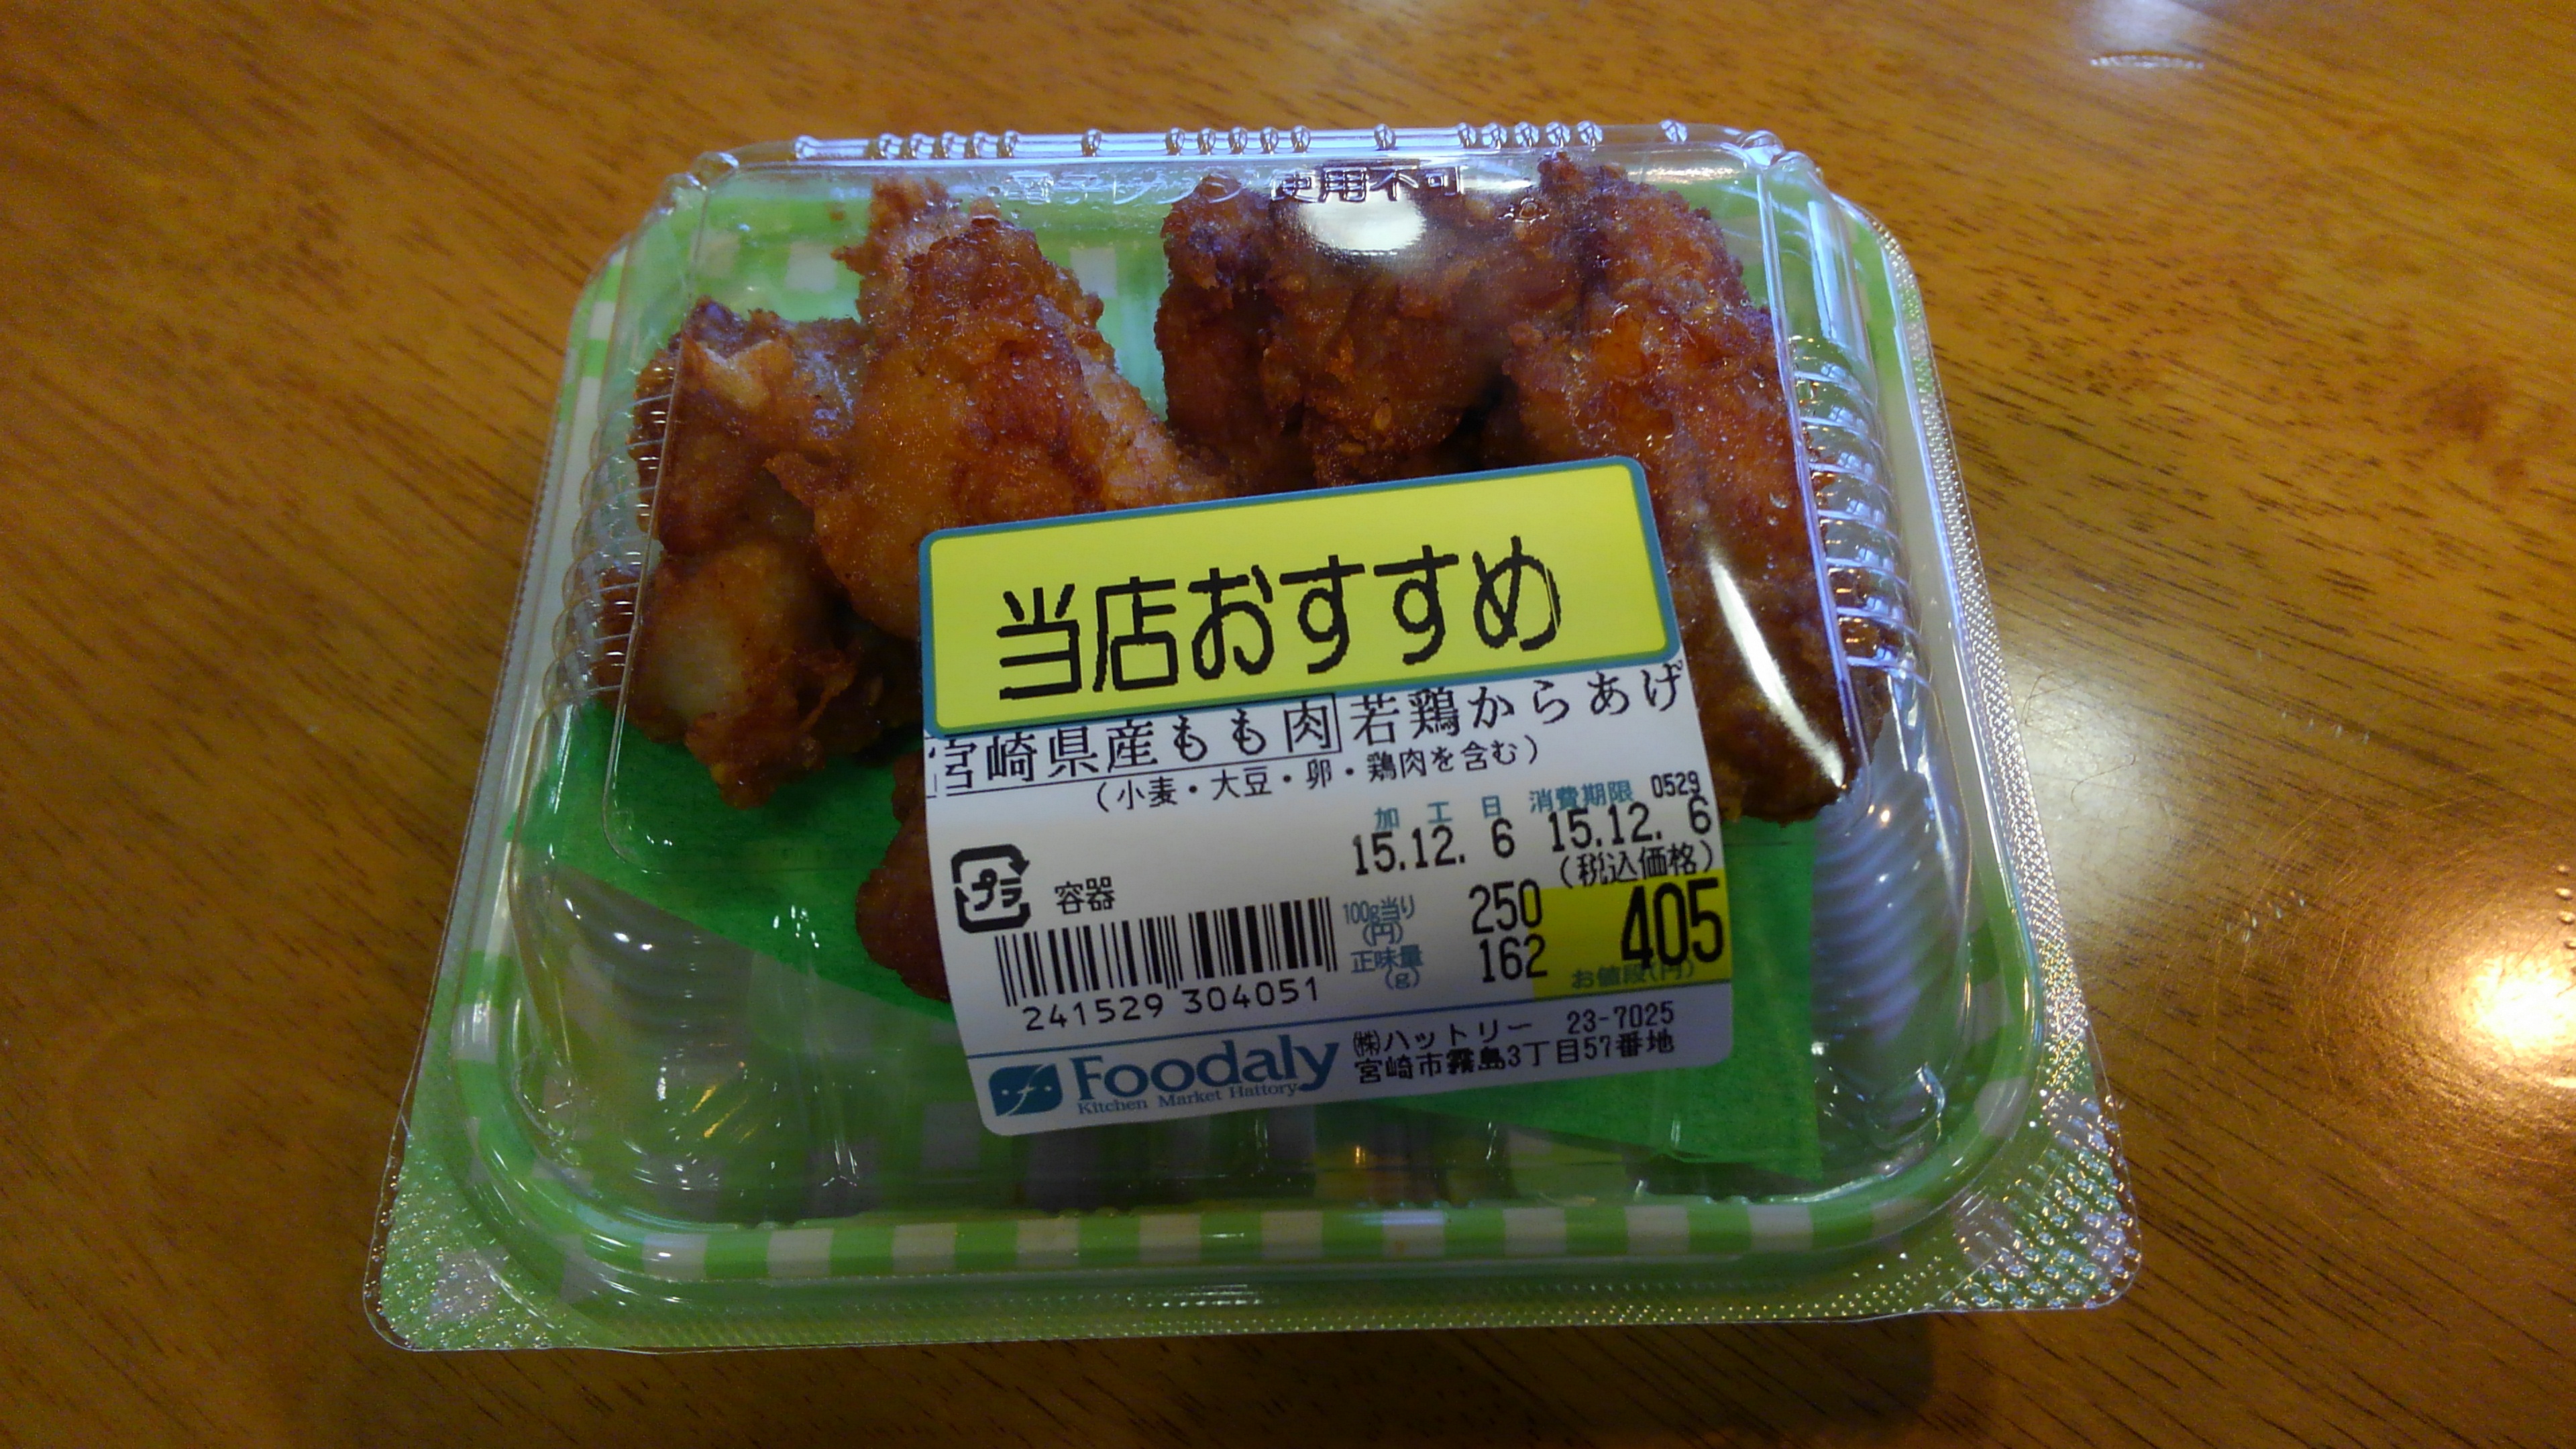 使用不可
当店おすすめ
宮崎県産もも肉 若鶏からあげ
(小麦・大豆・卵・鶏肉を含む)
加工日 消費期限 0529
15.12. 6 15.12. 6
(税込価格)
プラ 容器
100g当り(円) 250 405
正味量(g) 162 お値段(円)
241529 304051
Foodaly
Kitchen Market Hattory
㈱ハットリー 23-7025
宮崎市霧島3丁目57番地